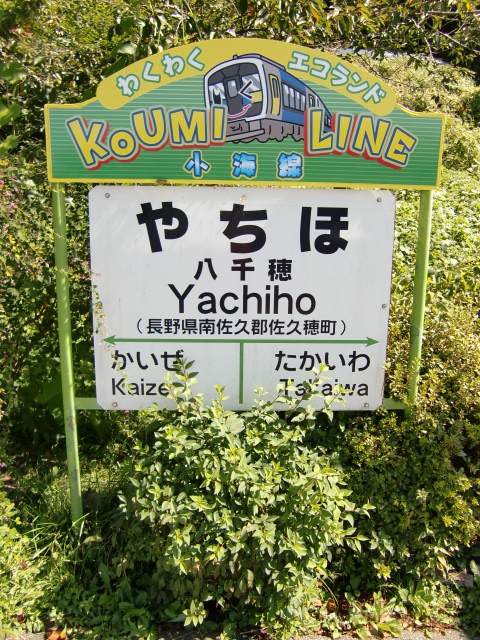 わくわく エコランド
KOUMI LINE
小海線
やちほ
八千穂
Yachiho
（長野県南佐久郡佐久穂町）
かいぜ たかいわ
Kaize Takaiwa